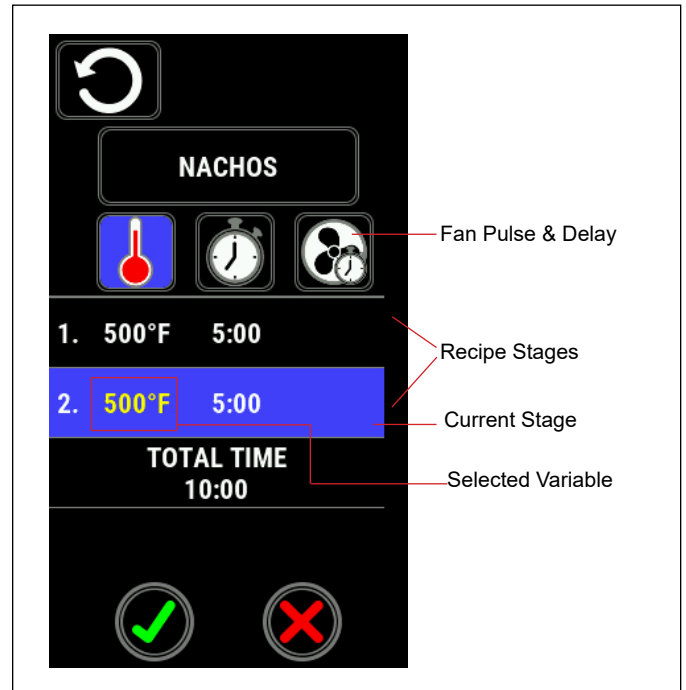 NACHOS
Fan Pulse & Delay
1. 500°F 5:00
Recipe Stages
2. 500°F 5:00
Current Stage
TOTAL TIME
10:00
Selected Variable